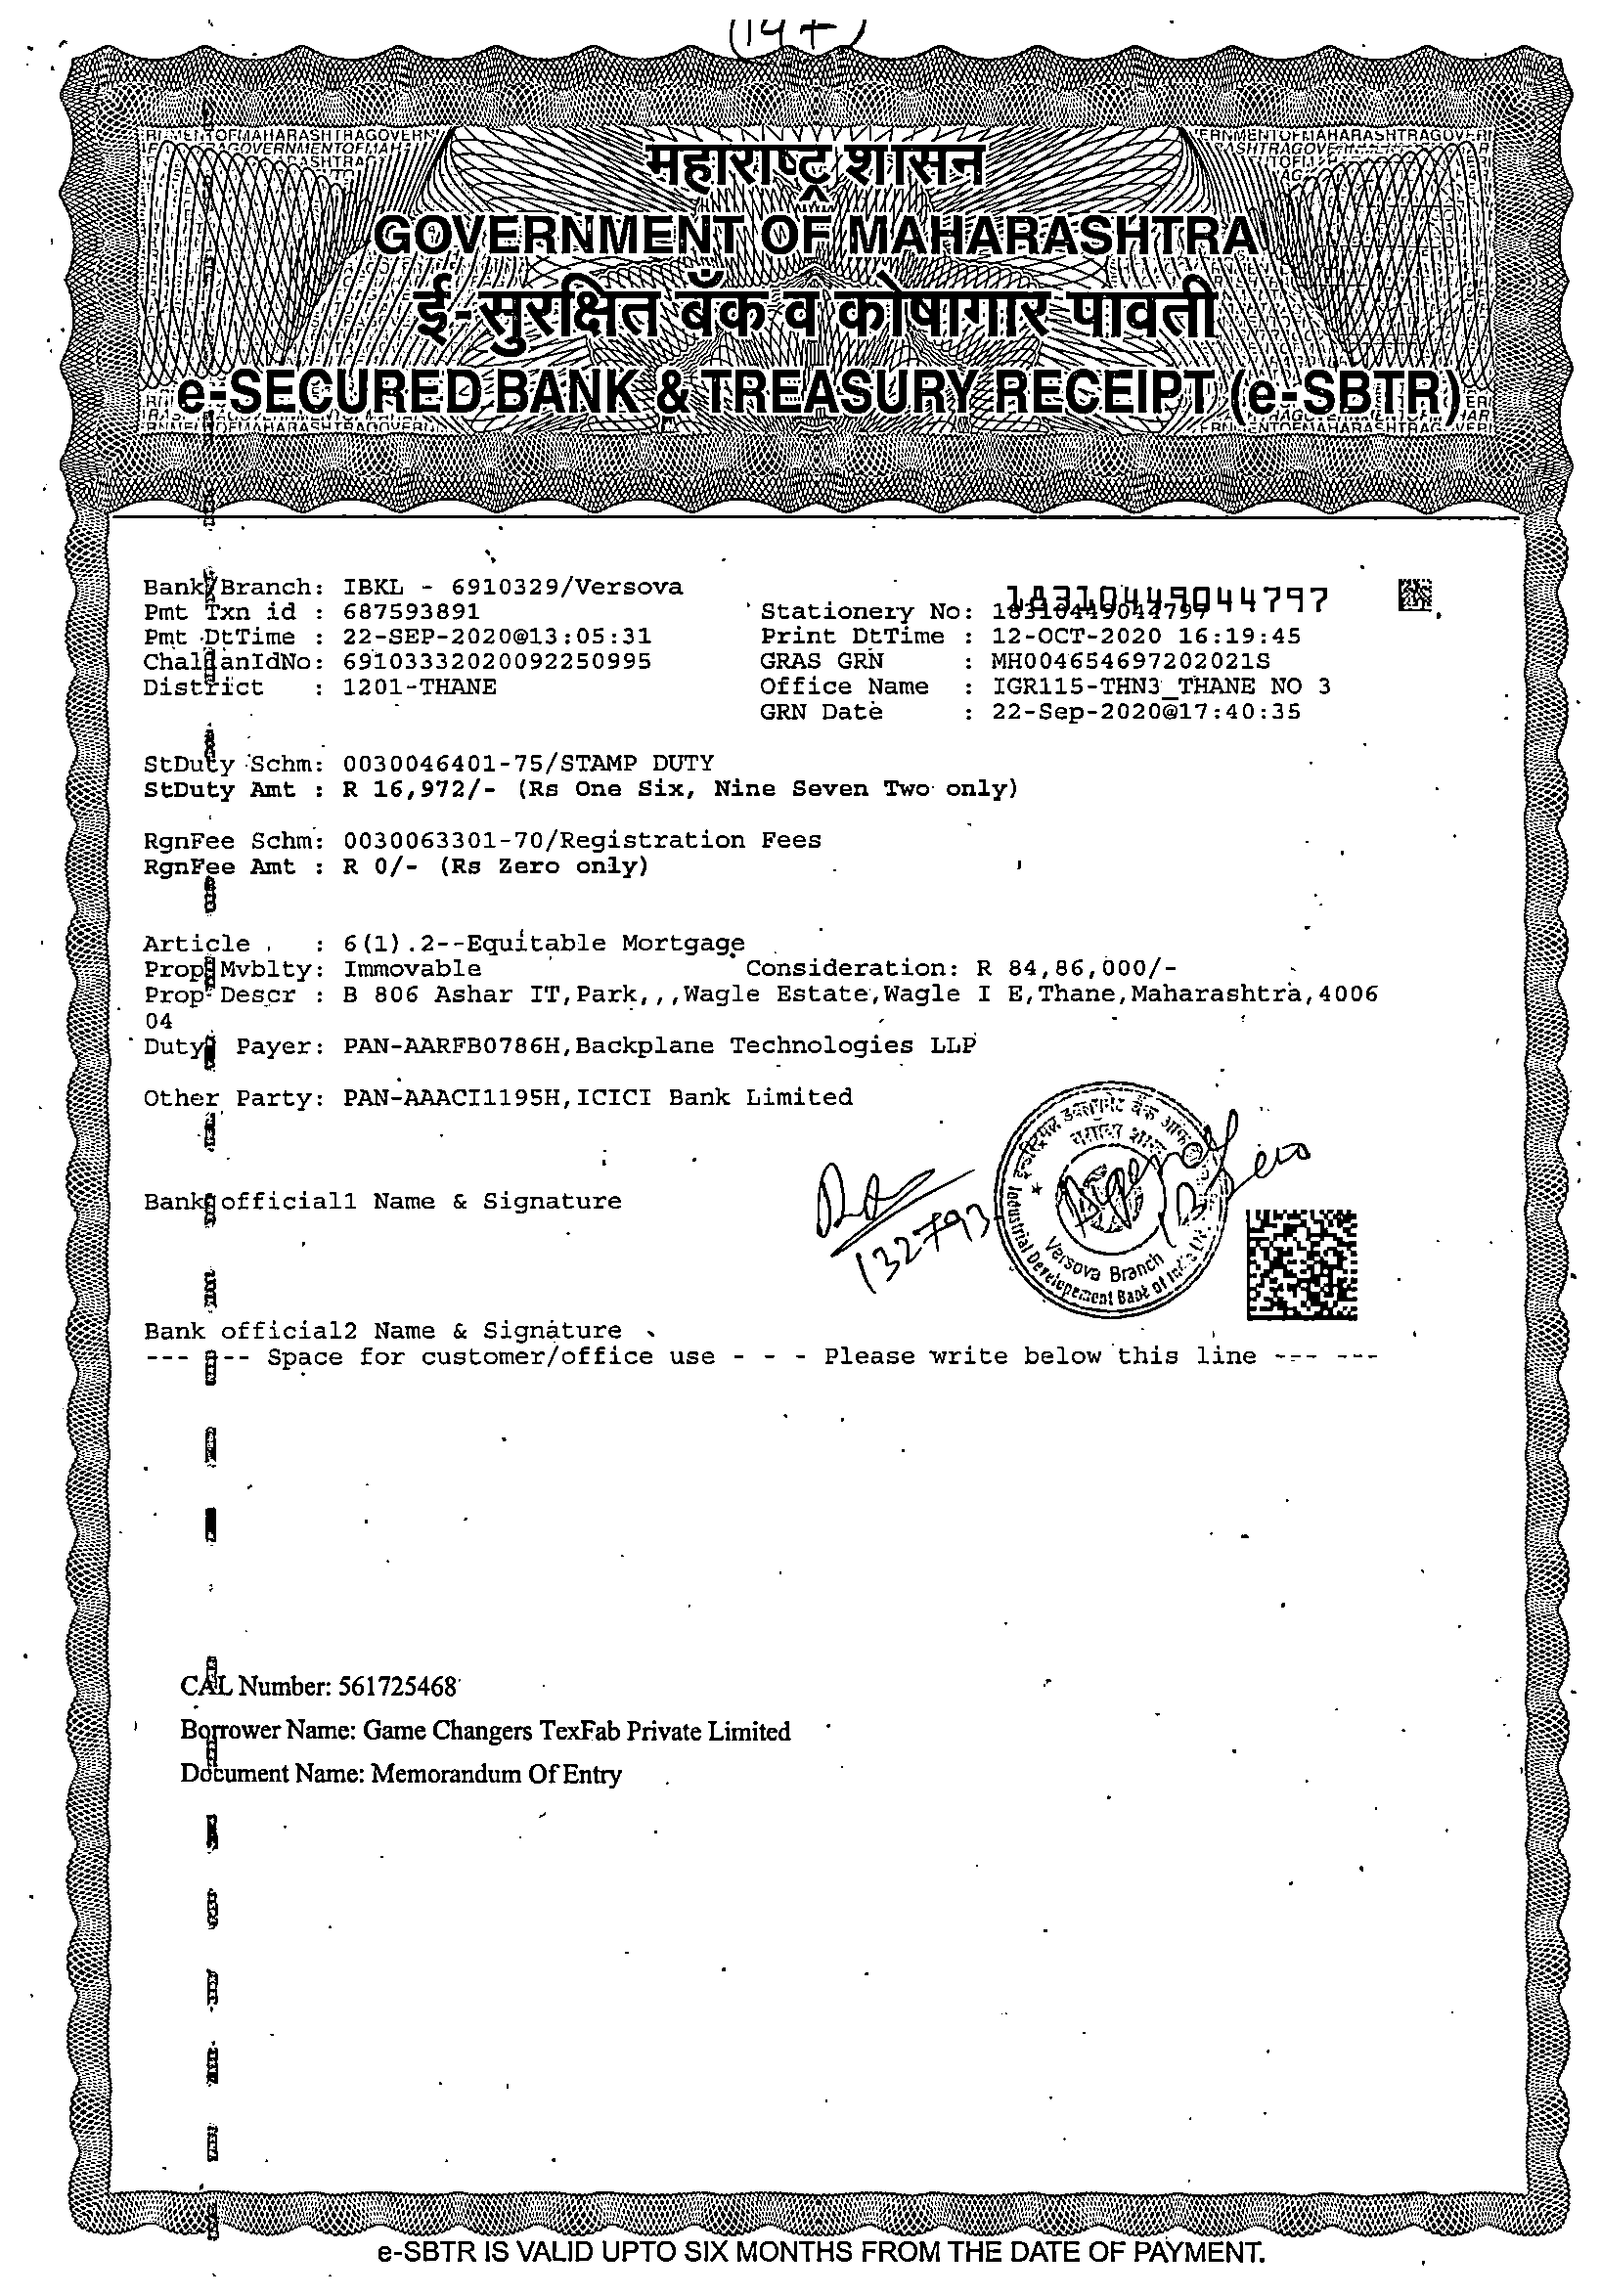 महाराष्ट्र शासन
GOVERNMENT OF MAHARASHTRA
ई-सुरक्षित बँक व कोषागार पावती
e-SECURED BANK & TREASURY RECEIPT (e-SBTR)
18310449044797
Bank/Branch: IBKL - 6910329/Versova
Pmt Txn id : 687593891 Stationery No: 18310449044797
Pmt DtTime : 22-SEP-2020@13:05:31 Print DtTime : 12-OCT-2020 16:19:45
ChallanIdNo: 69103332020092250995 GRAS GRN : MH004654697202021S
District : 1201-THANE Office Name : IGR115-THN3_THANE NO 3
GRN Date : 22-Sep-2020@17:40:35
StDuty Schm: 0030046401-75/STAMP DUTY
StDuty Amt : R 16,972/- (Rs One Six, Nine Seven Two only)
RgnFee Schm: 0030063301-70/Registration Fees
RgnFee Amt : R 0/- (Rs Zero only)
Article : 6(1).2--Equitable Mortgage
Prop Mvblty: Immovable Consideration: R 84,86,000/-
Prop Descr : B 806 Ashar IT,Park,,,Wagle Estate,Wagle I E,Thane,Maharashtra,4006
04
Duty Payer: PAN-AARFB0786H,Backplane Technologies LLP
Other Party: PAN-AAACI1195H,ICICI Bank Limited
Bank official1 Name & Signature
132793
Versova Branch
Industrial Developement Bank of India Ltd.
Bank official2 Name & Signature
--- --- Space for customer/office use - - - Please write below this line --- ---
CAL Number: 561725468
Borrower Name: Game Changers TexFab Private Limited
Document Name: Memorandum Of Entry
e-SBTR IS VALID UPTO SIX MONTHS FROM THE DATE OF PAYMENT.